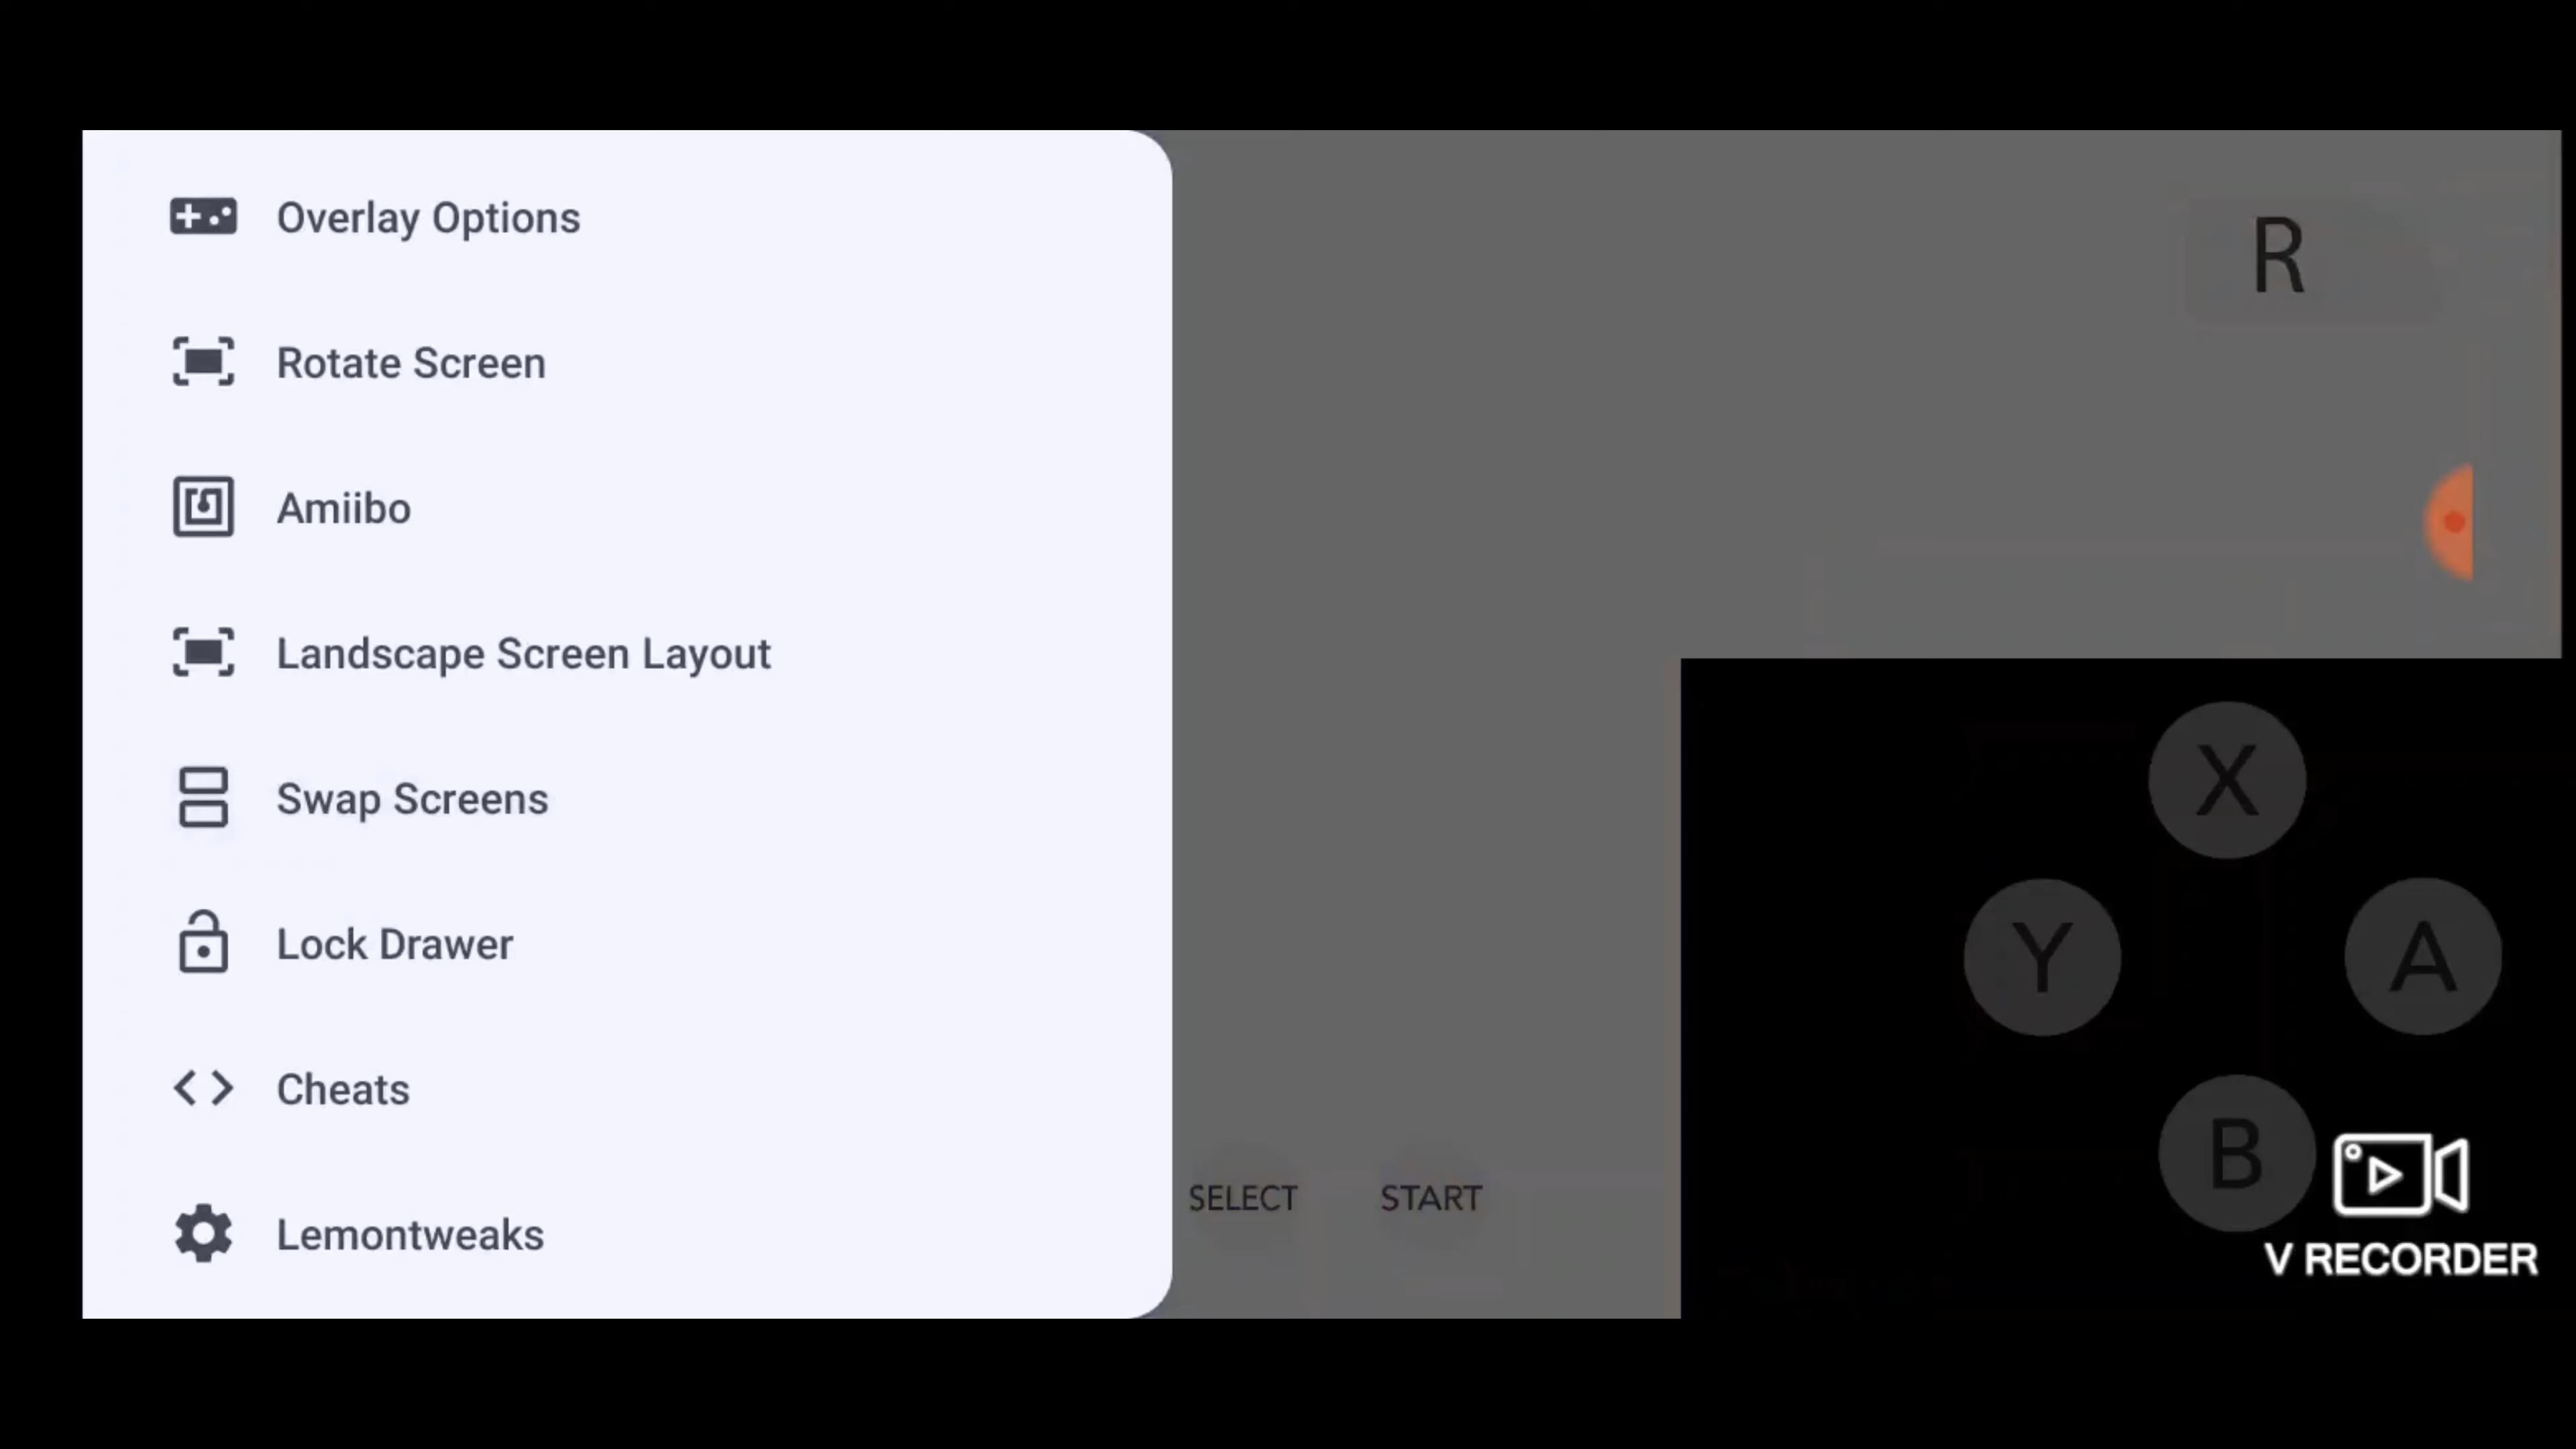 Overlay Options
Rotate Screen
Amiibo
Landscape Screen Layout
Swap Screens
Lock Drawer
Cheats
Lemontweaks
R
X
Y
A
B
SELECT
START
V RECORDER